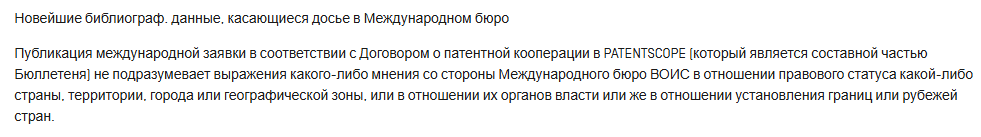 Новейшие библиограф. данные, касающиеся досье в Международном бюро
Публикация международной заявки в соответствии с Договором о патентной кооперации в PATENTSCOPE (который является составной частью
Бюллетеня) не подразумевает выражения какого-либо мнения со стороны Международного бюро ВОИС в отношении правового статуса какой-либо
страны, территории, города или географической зоны, или в отношении их органов власти или же в отношении установления границ или рубежей
стран.